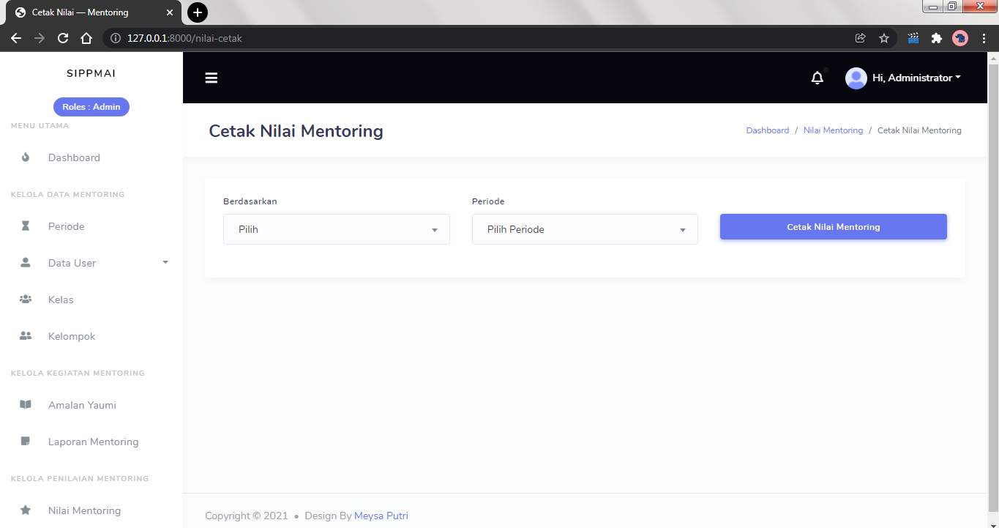 Cetak Nilai — Mentoring
127.0.0.1:8000/nilai-cetak
SIPPMAI
Roles : Admin
MENU UTAMA
Dashboard
KELOLA DATA MENTORING
Periode
Data User
Kelas
Kelompok
KELOLA KEGIATAN MENTORING
Amalan Yaumi
Laporan Mentoring
KELOLA PENILAIAN MENTORING
Nilai Mentoring
Hi, Administrator
Cetak Nilai Mentoring
Dashboard / Nilai Mentoring / Cetak Nilai Mentoring
Berdasarkan
Pilih
Periode
Pilih Periode
Cetak Nilai Mentoring
Copyright © 2021 • Design By Meysa Putri